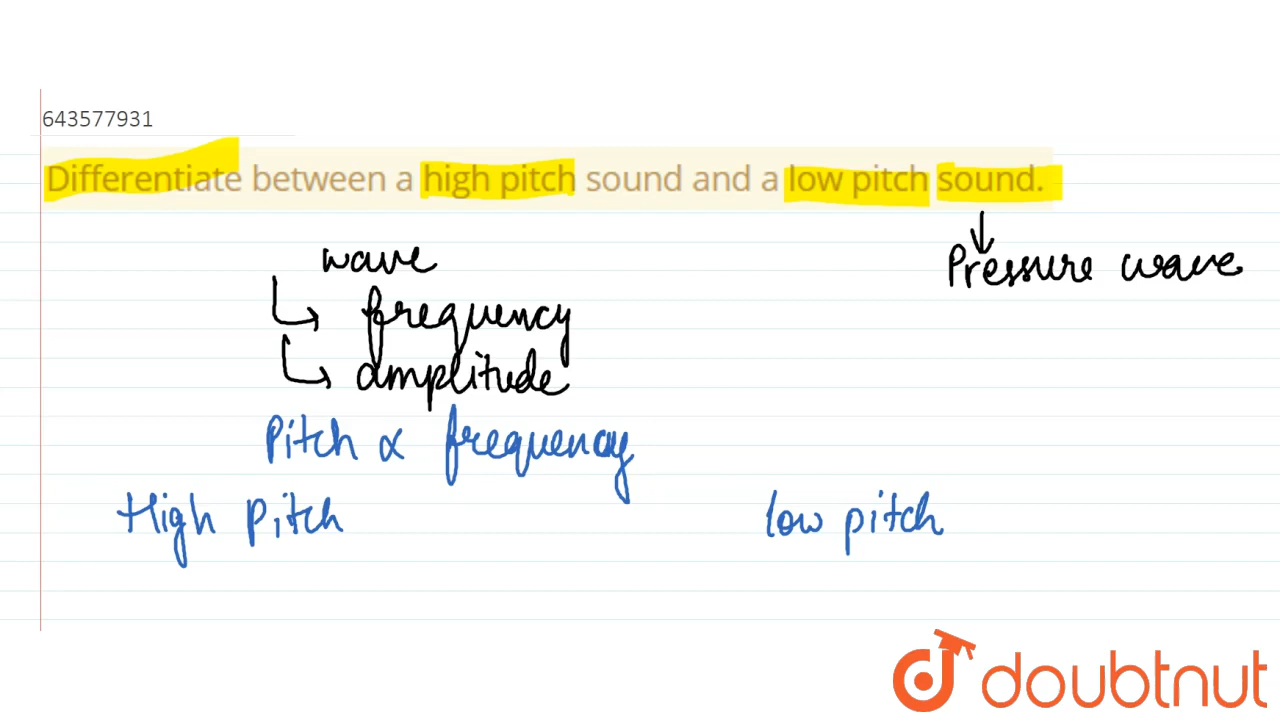 643577931
Differentiate between a high pitch sound and a low pitch sound.
wave
Pressure wave
frequency
amplitude
Pitch ∝ frequency
High Pitch
low pitch
doubtnut